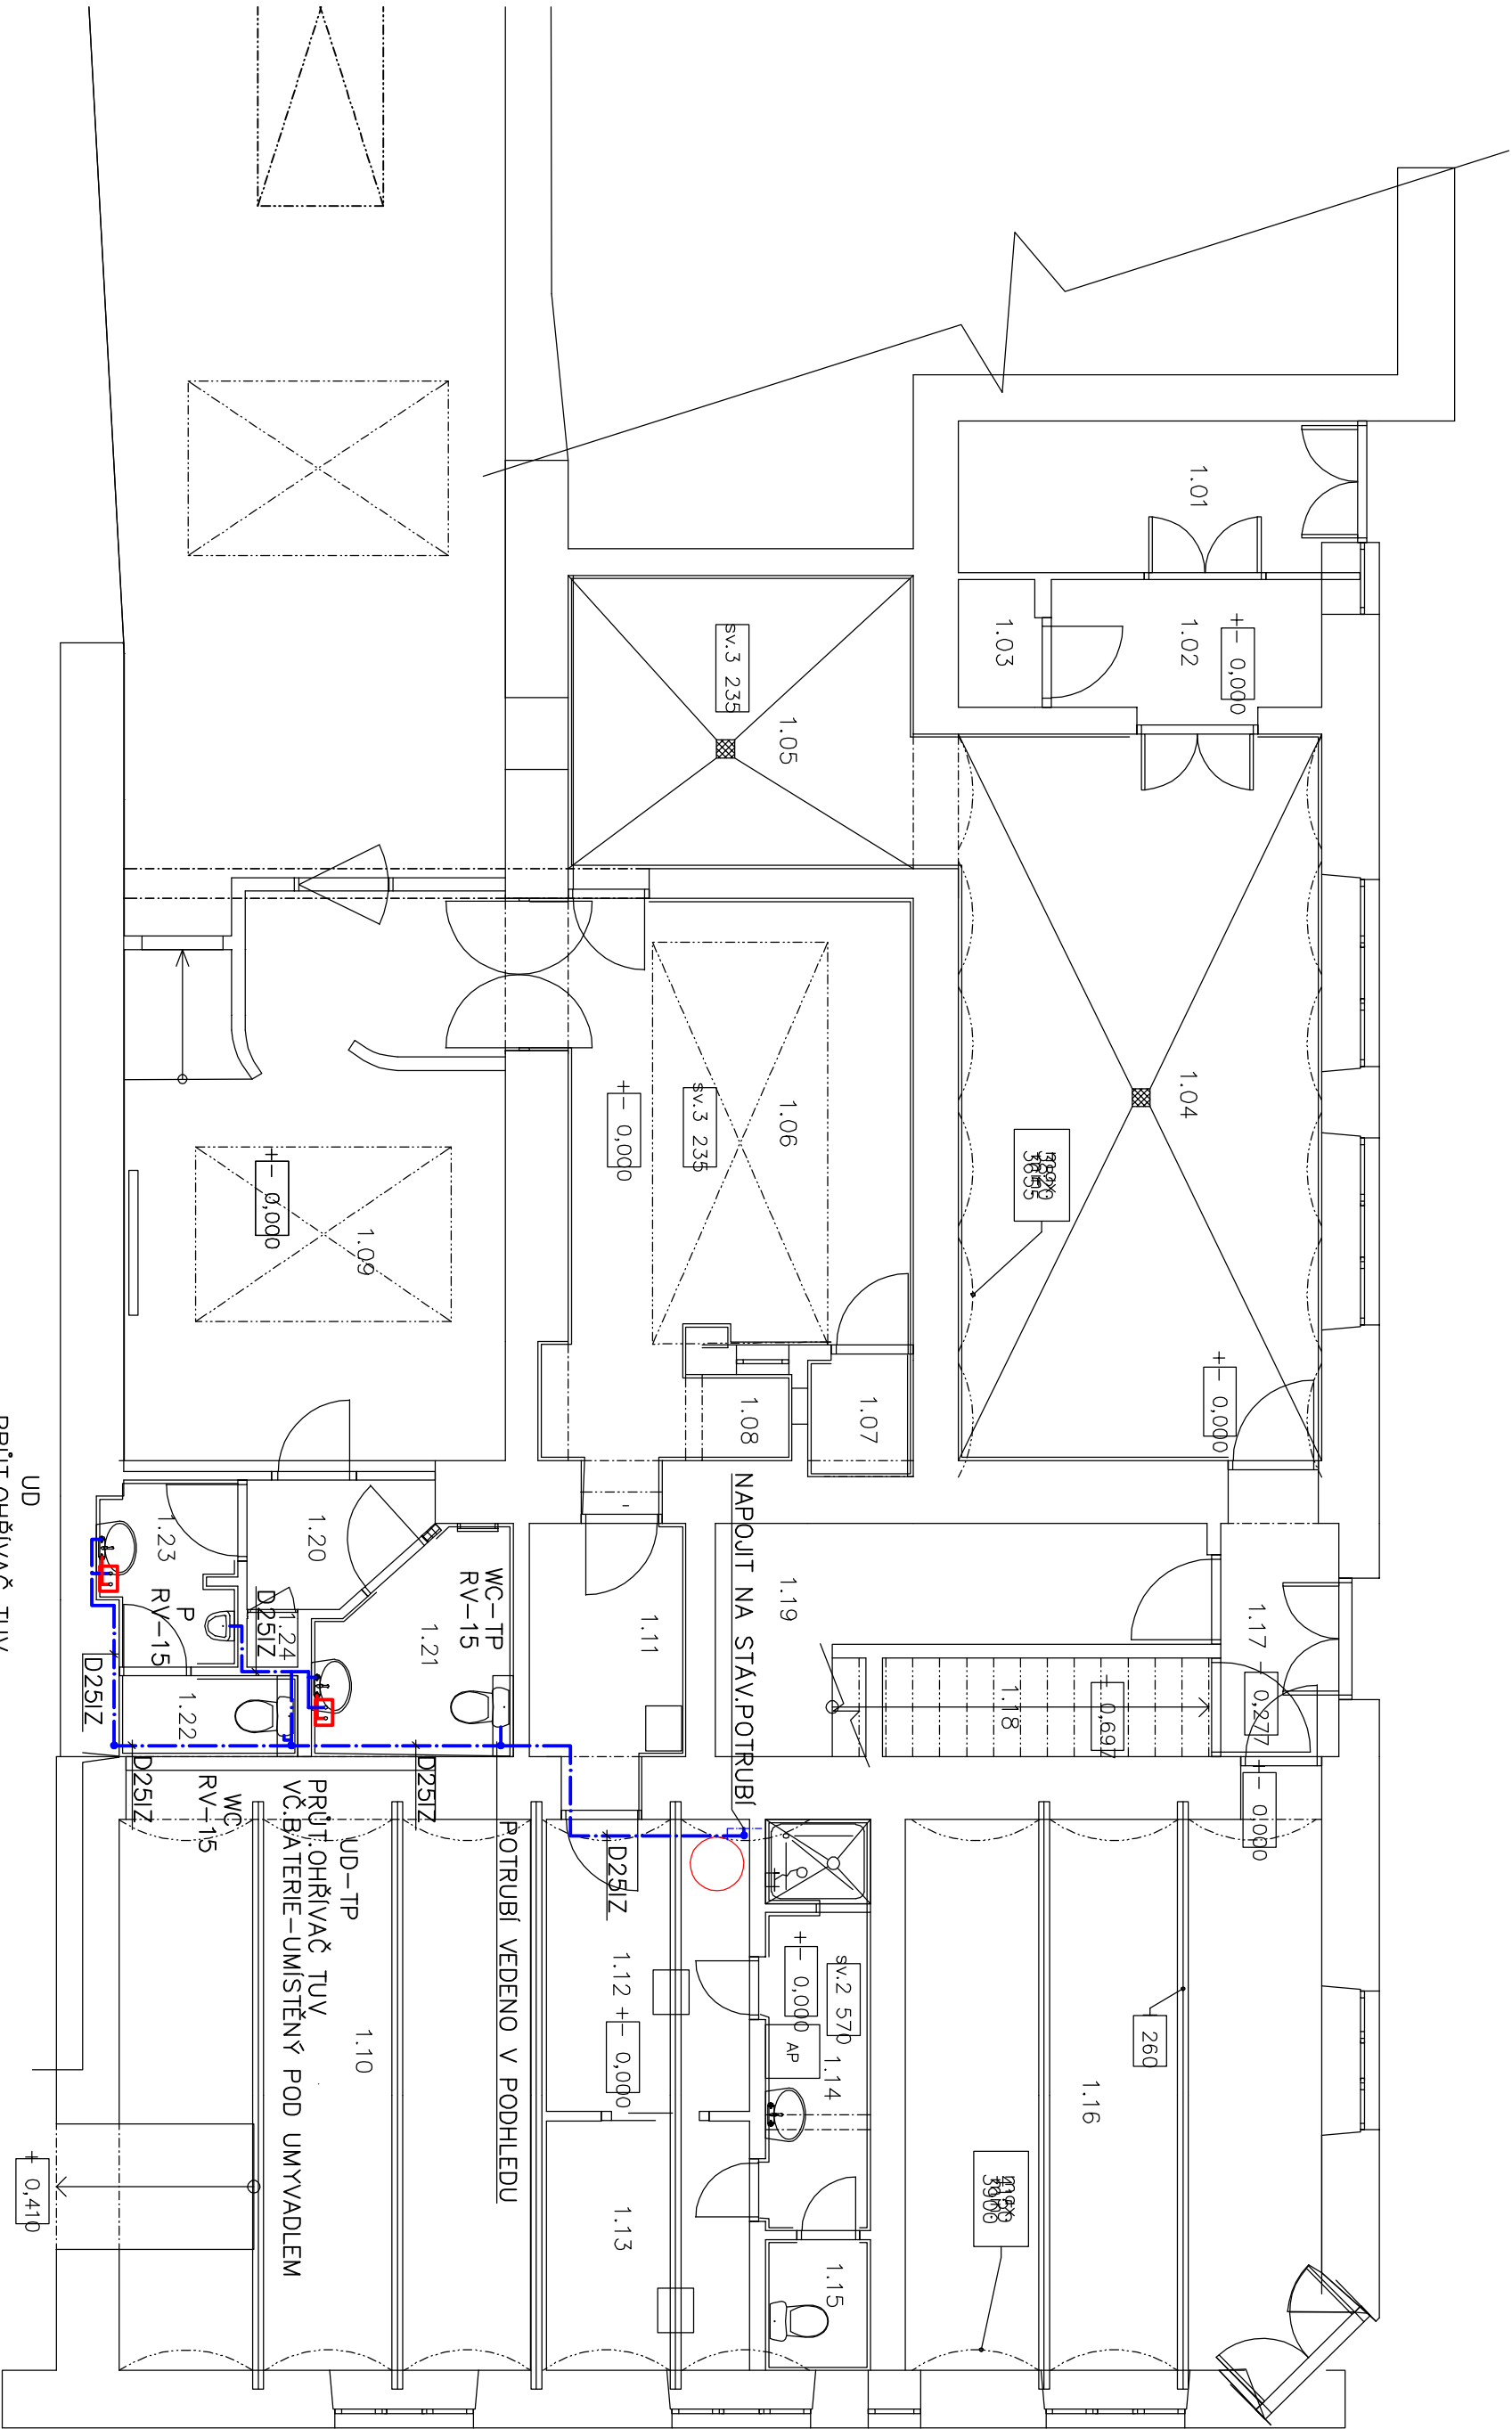 1.01
1.02
+- 0,000
1.03
sv.3 235
1.05
1.04
1.06
sv.3 235
+- 0,000
+- 0,000
1.09
+- 0,000
1.07
1.08
NAPOJIT NA STÁV.POTRUBÍ
1.19
1.17
- 0,277
1.18
+ 0,697
+- 0,000
1.11
WC-TP
RV-15
1.21
1.20
1.23
P
RV-15
1.24
D25IZ
D25IZ
1.22
D25IZ
D25IZ
WC
RV-15
UD
UD-TP
PRŮT.OHŘÍVAČ TUV
VČ.BATERIE-UMÍSTĚNÝ POD UMYVADLEM
POTRUBÍ VEDENO V PODHLEDU
D25IZ
1.12
+- 0,000
1.10
+- 0,000
sv.2 570
AP
1.14
260
1.16
1.13
1.15
+ 0,410